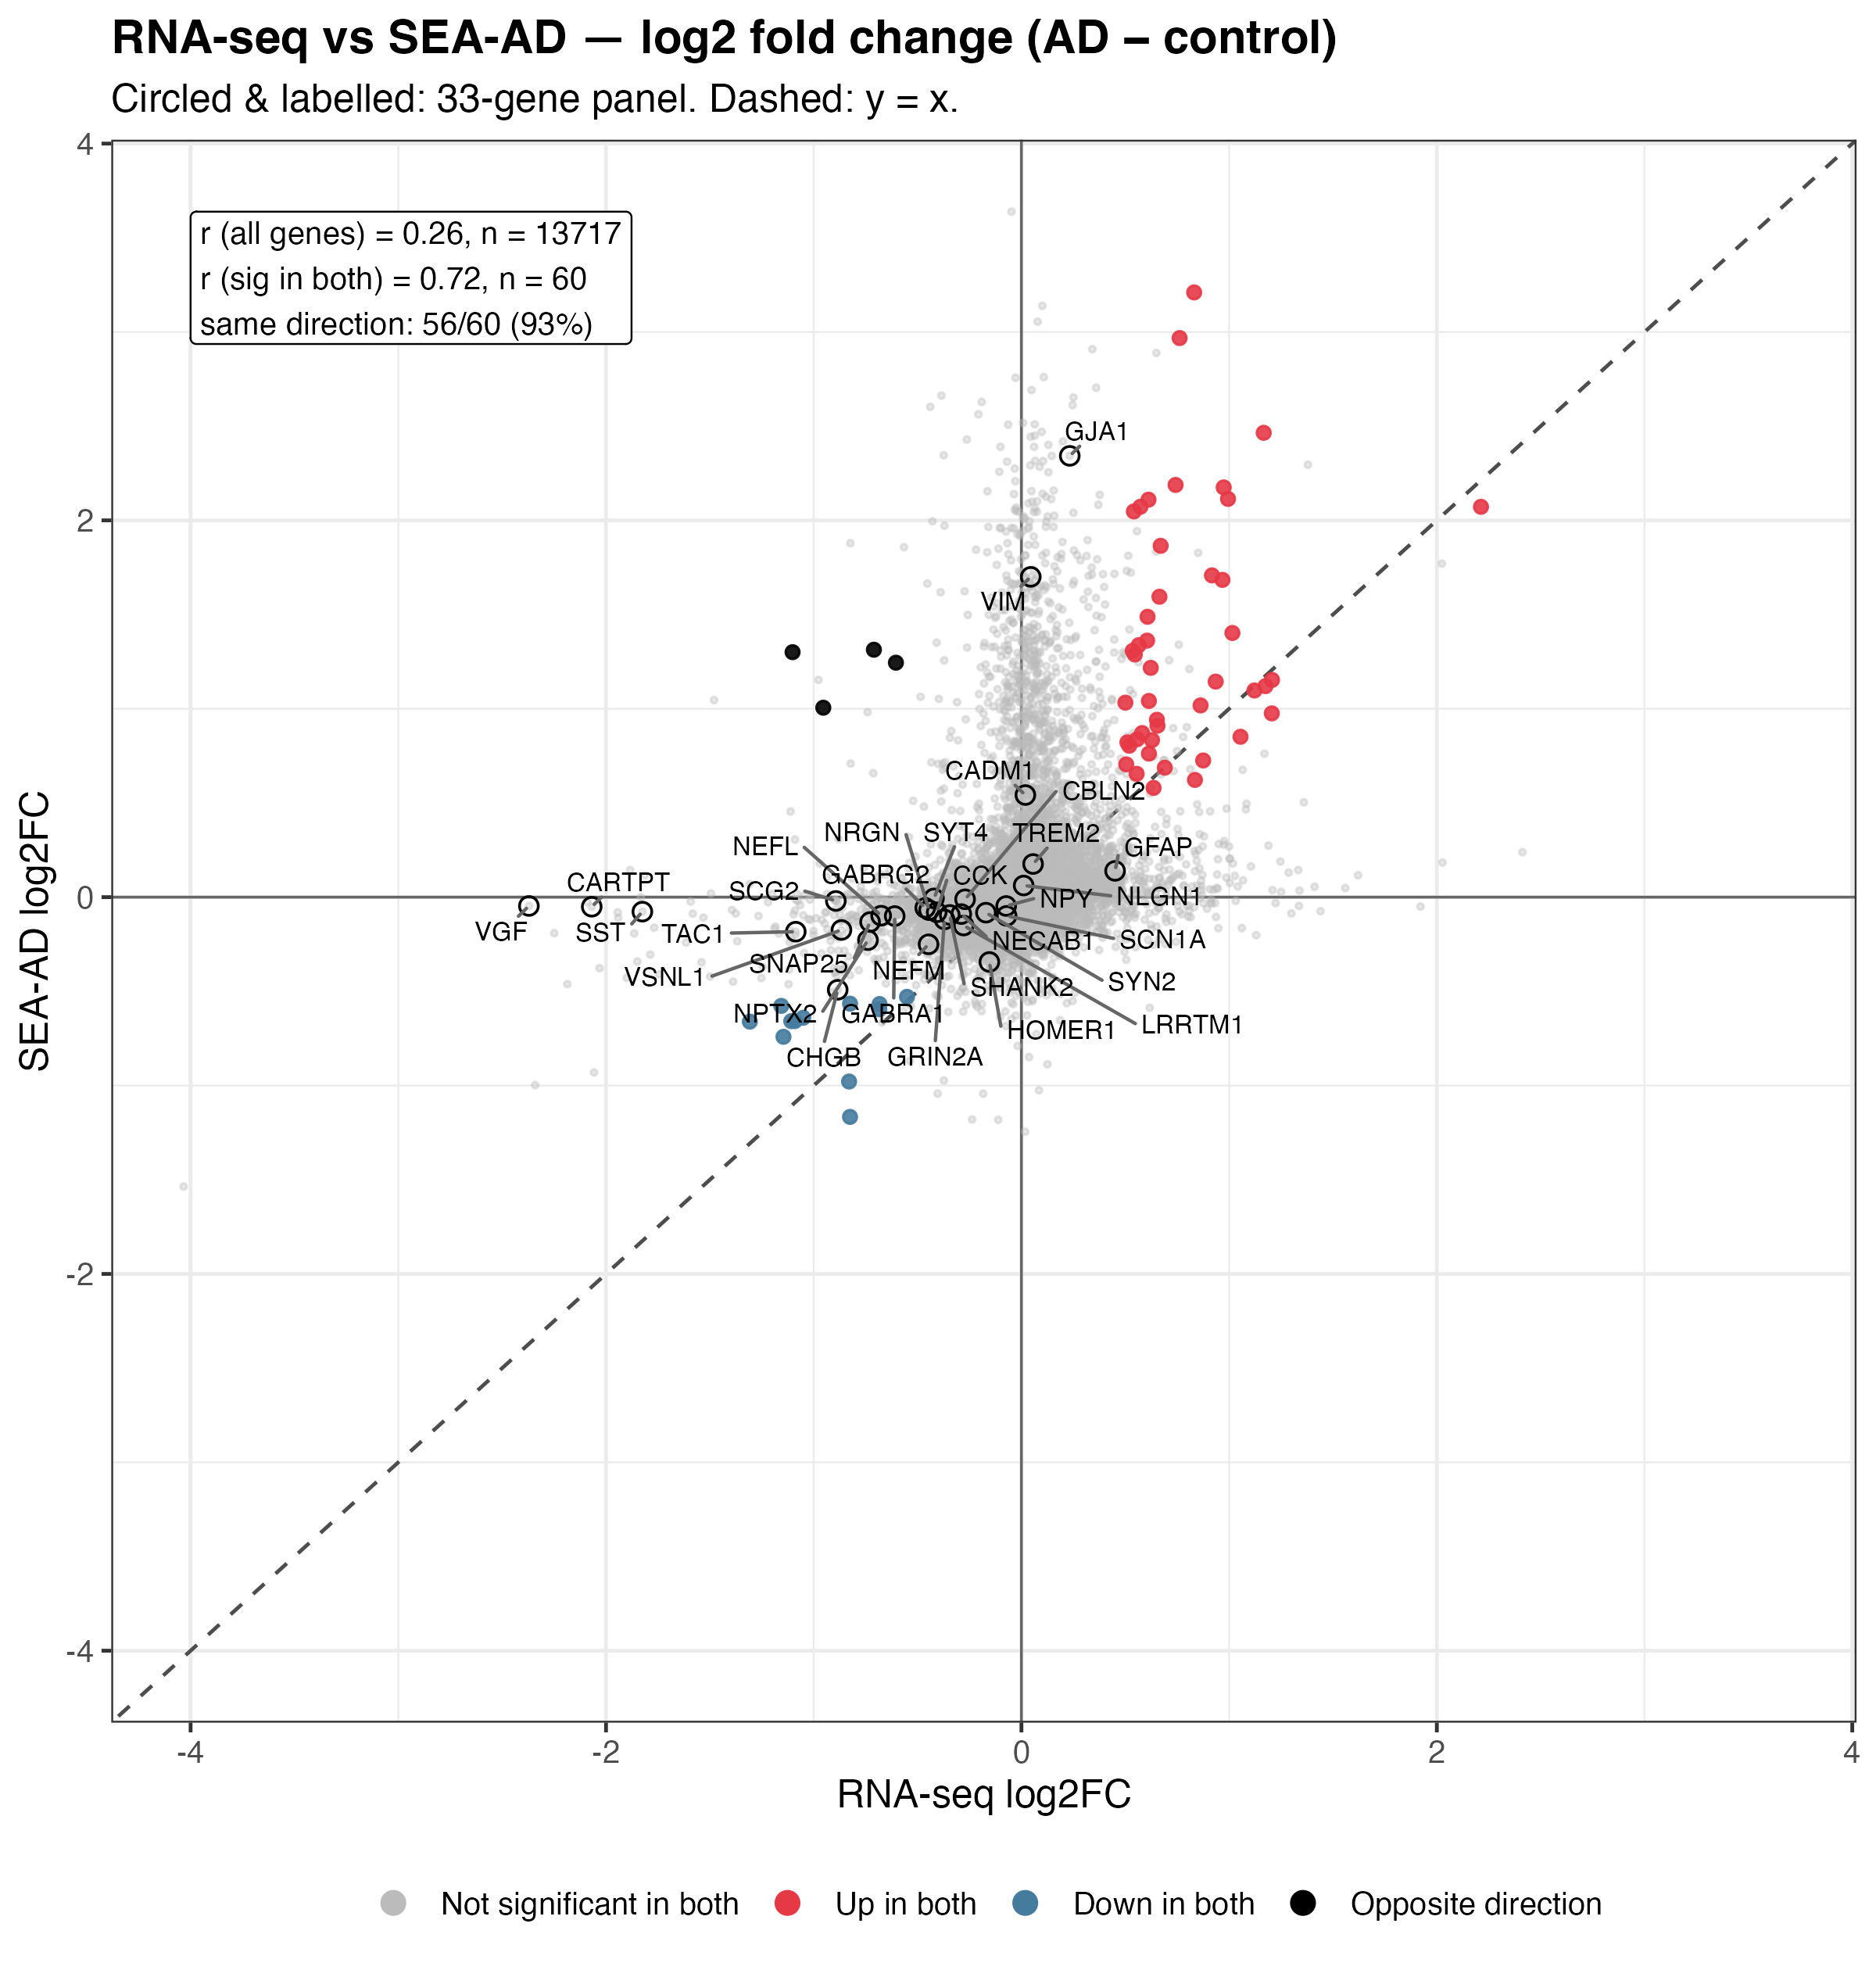 RNA-seq vs SEA-AD — log2 fold change (AD – control)
Circled & labelled: 33-gene panel. Dashed: y = x.
r (all genes) = 0.26, n = 13717
r (sig in both) = 0.72, n = 60
same direction: 56/60 (93%)
SEA-AD log2FC
4
2
0
-2
-4
GJA1
VIM
CADM1
CBLN2
NRGN
SYT4
TREM2
NEFL
GFAP
GABRG2
CCK
CARTPT
SCG2
NPY
NLGN1
VGF
SST
TAC1
NECAB1
SCN1A
SNAP25
NEFM
VSNL1
SHANK2
SYN2
NPTX2
GABRA1
HOMER1
LRRTM1
CHGB
GRIN2A
-4
-2
0
2
4
RNA-seq log2FC
Not significant in both
Up in both
Down in both
Opposite direction